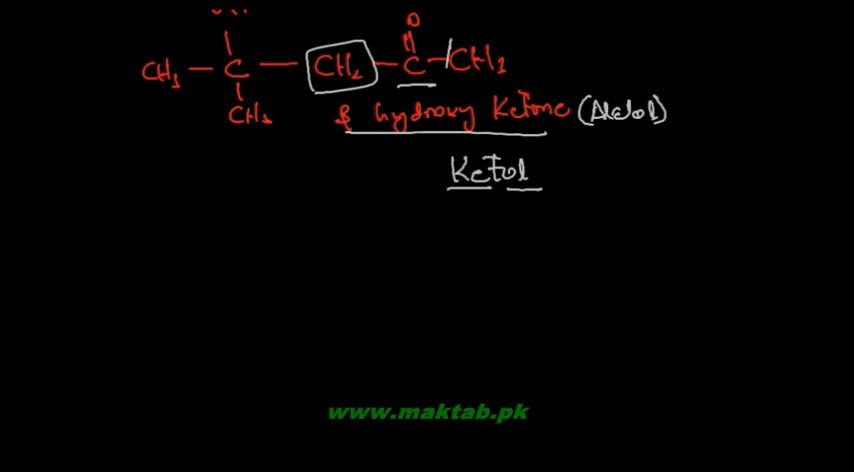 O
CH₃ — C — CH₂ — C — CH₃
CH₃
β hydroxy Ketone (Aldol)
Ketol
www.maktab.pk